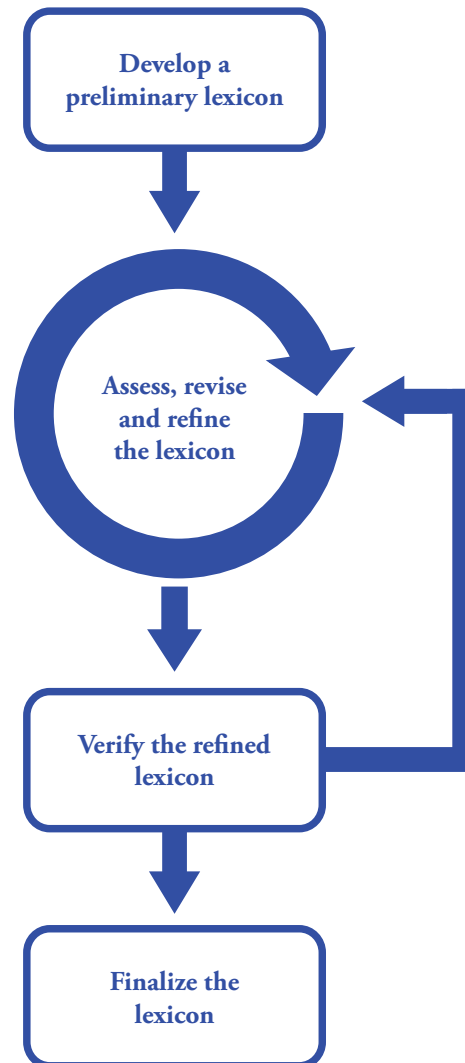 Develop a
preliminary lexicon
Assess, revise
and refine
the lexicon
Verify the refined
lexicon
Finalize the
lexicon